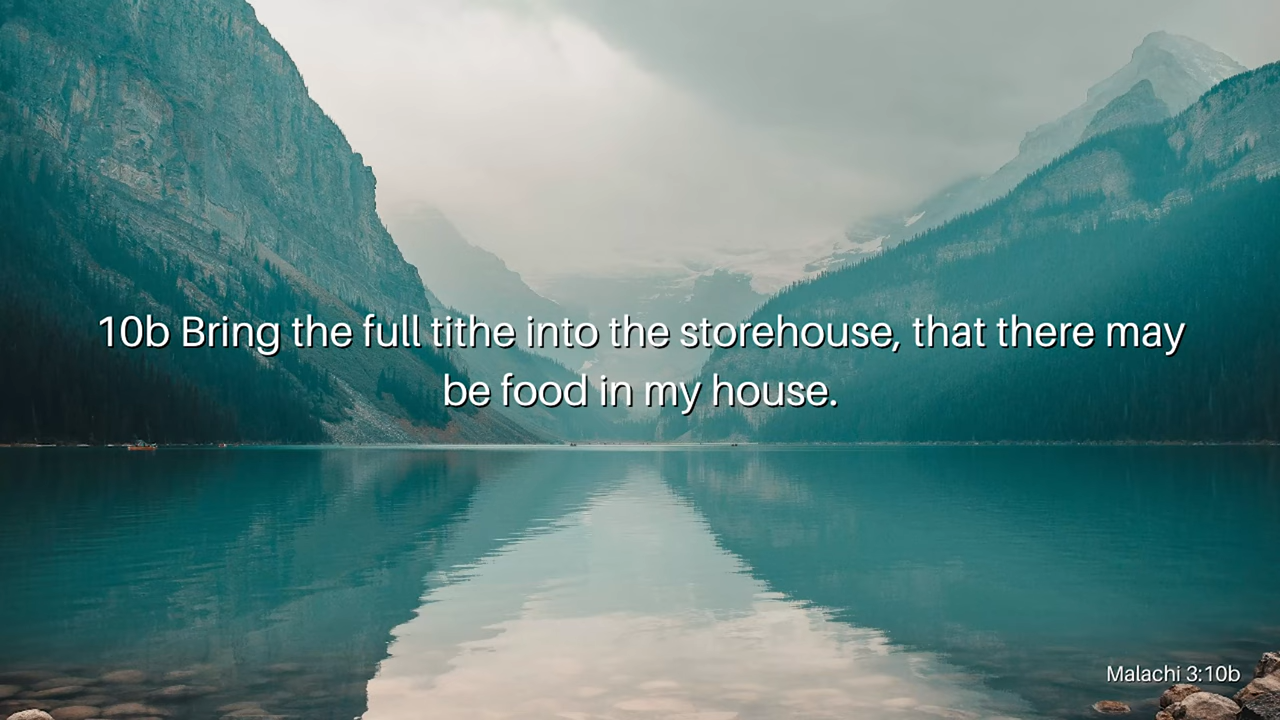 10b Bring the full tithe into the storehouse, that there may
be food in my house.
Malachi 3:10b